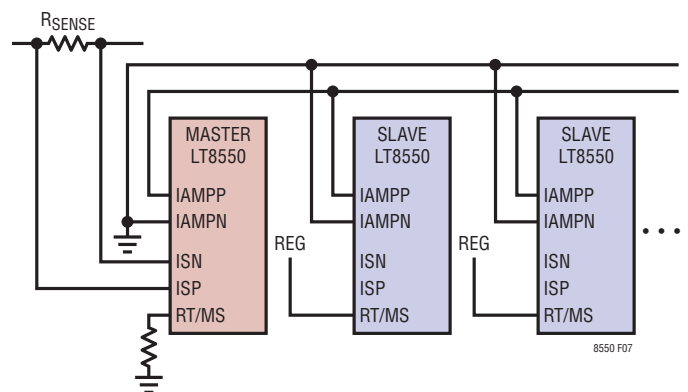 RSENSE
MASTER
LT8550
IAMPP
IAMPN
ISN
ISP
RT/MS
REG
SLAVE
LT8550
IAMPP
IAMPN
ISN
ISP
RT/MS
REG
SLAVE
LT8550
IAMPP
IAMPN
ISN
ISP
RT/MS
8550 F07